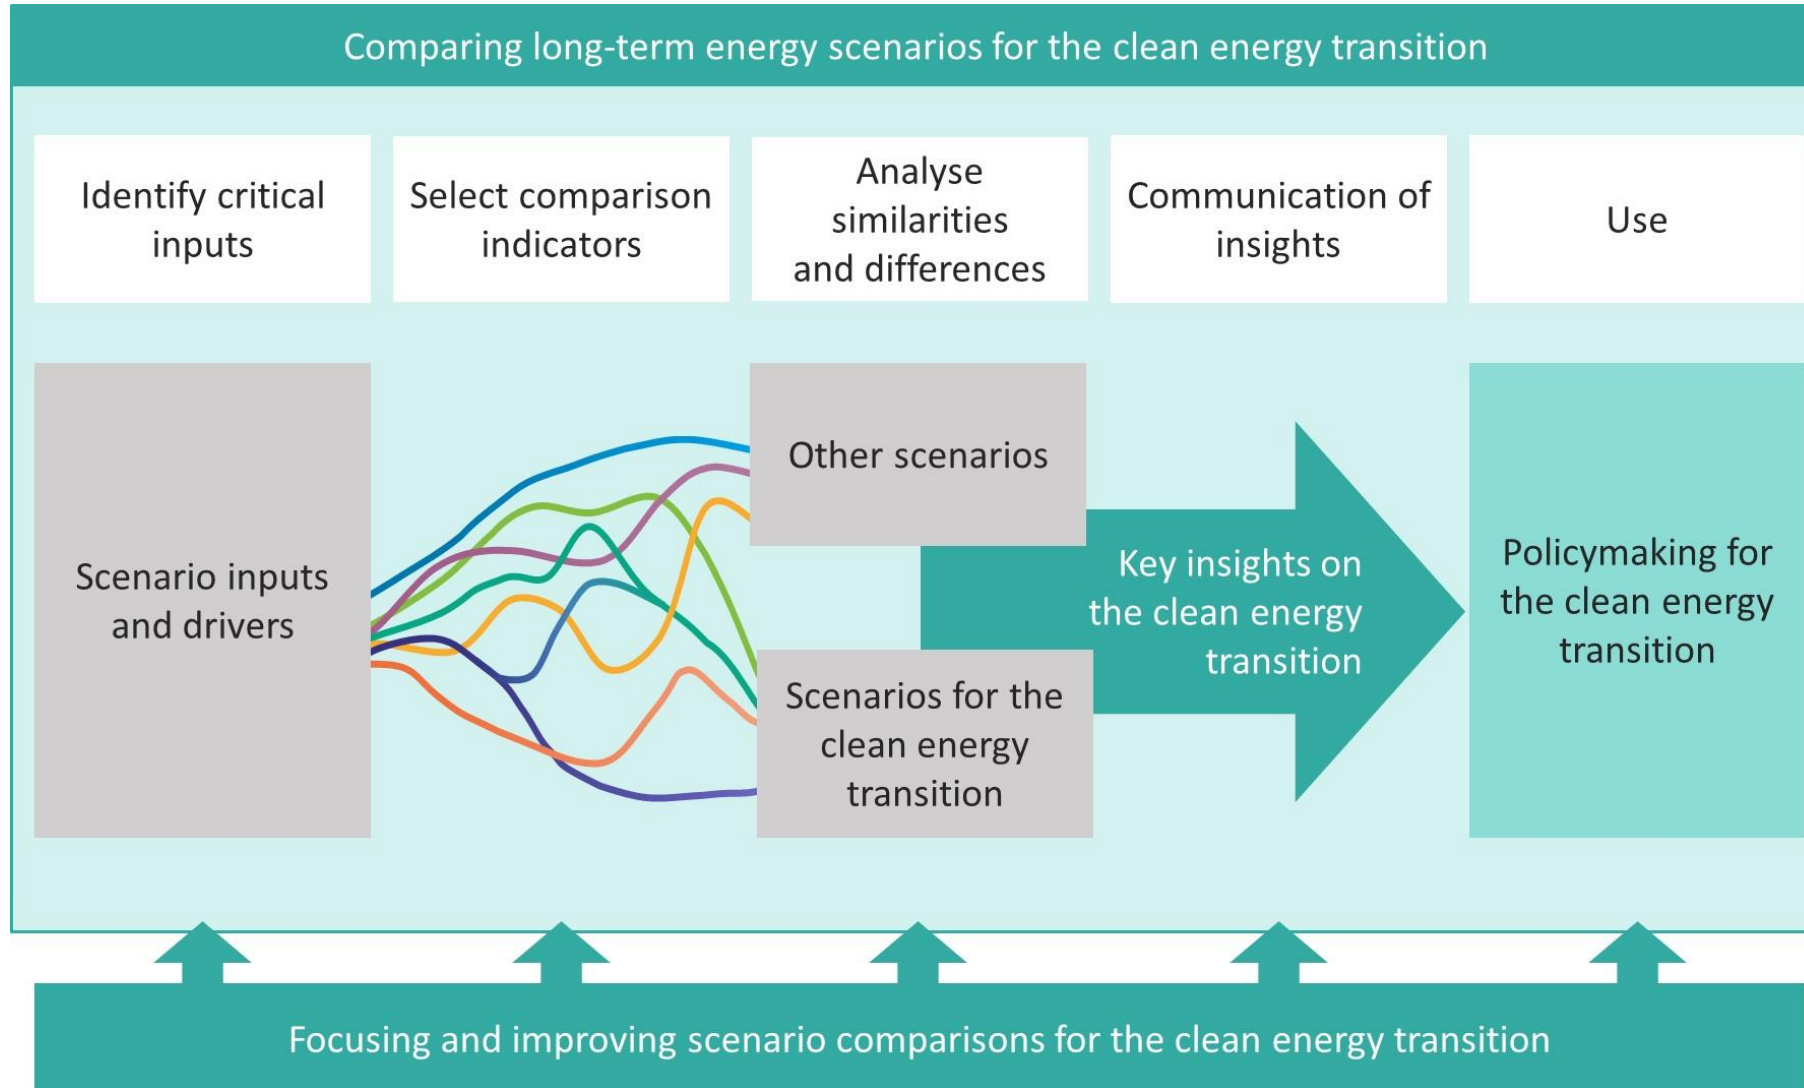 Comparing long-term energy scenarios for the clean energy transition
Identify critical
inputs
Select comparison
indicators
Analyse
similarities
and differences
Communication of
insights
Use
Scenario inputs
and drivers
Other scenarios
Scenarios for the
clean energy
transition
Key insights on
the clean energy
transition
Policymaking for
the clean energy
transition
Focusing and improving scenario comparisons for the clean energy transition